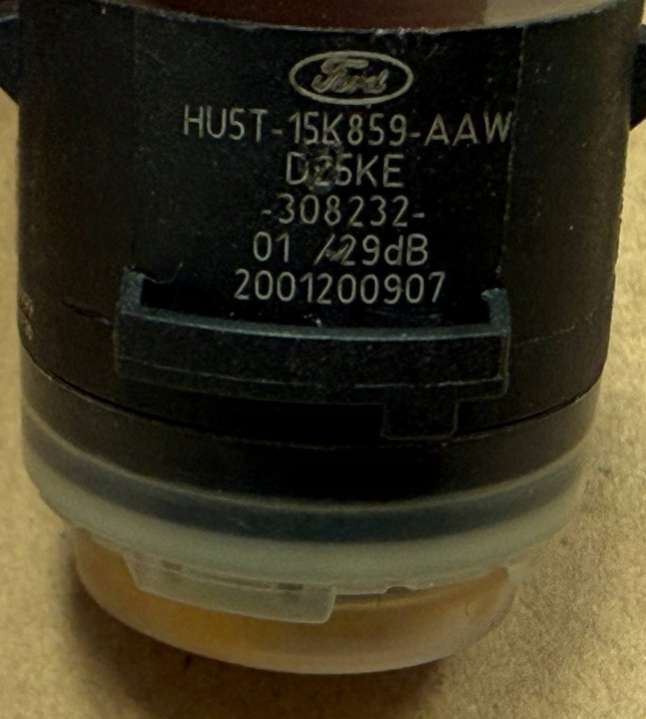 Ford
HU5T-15K859-AAW
D25KE
-308232-
01 /29dB
2001200907